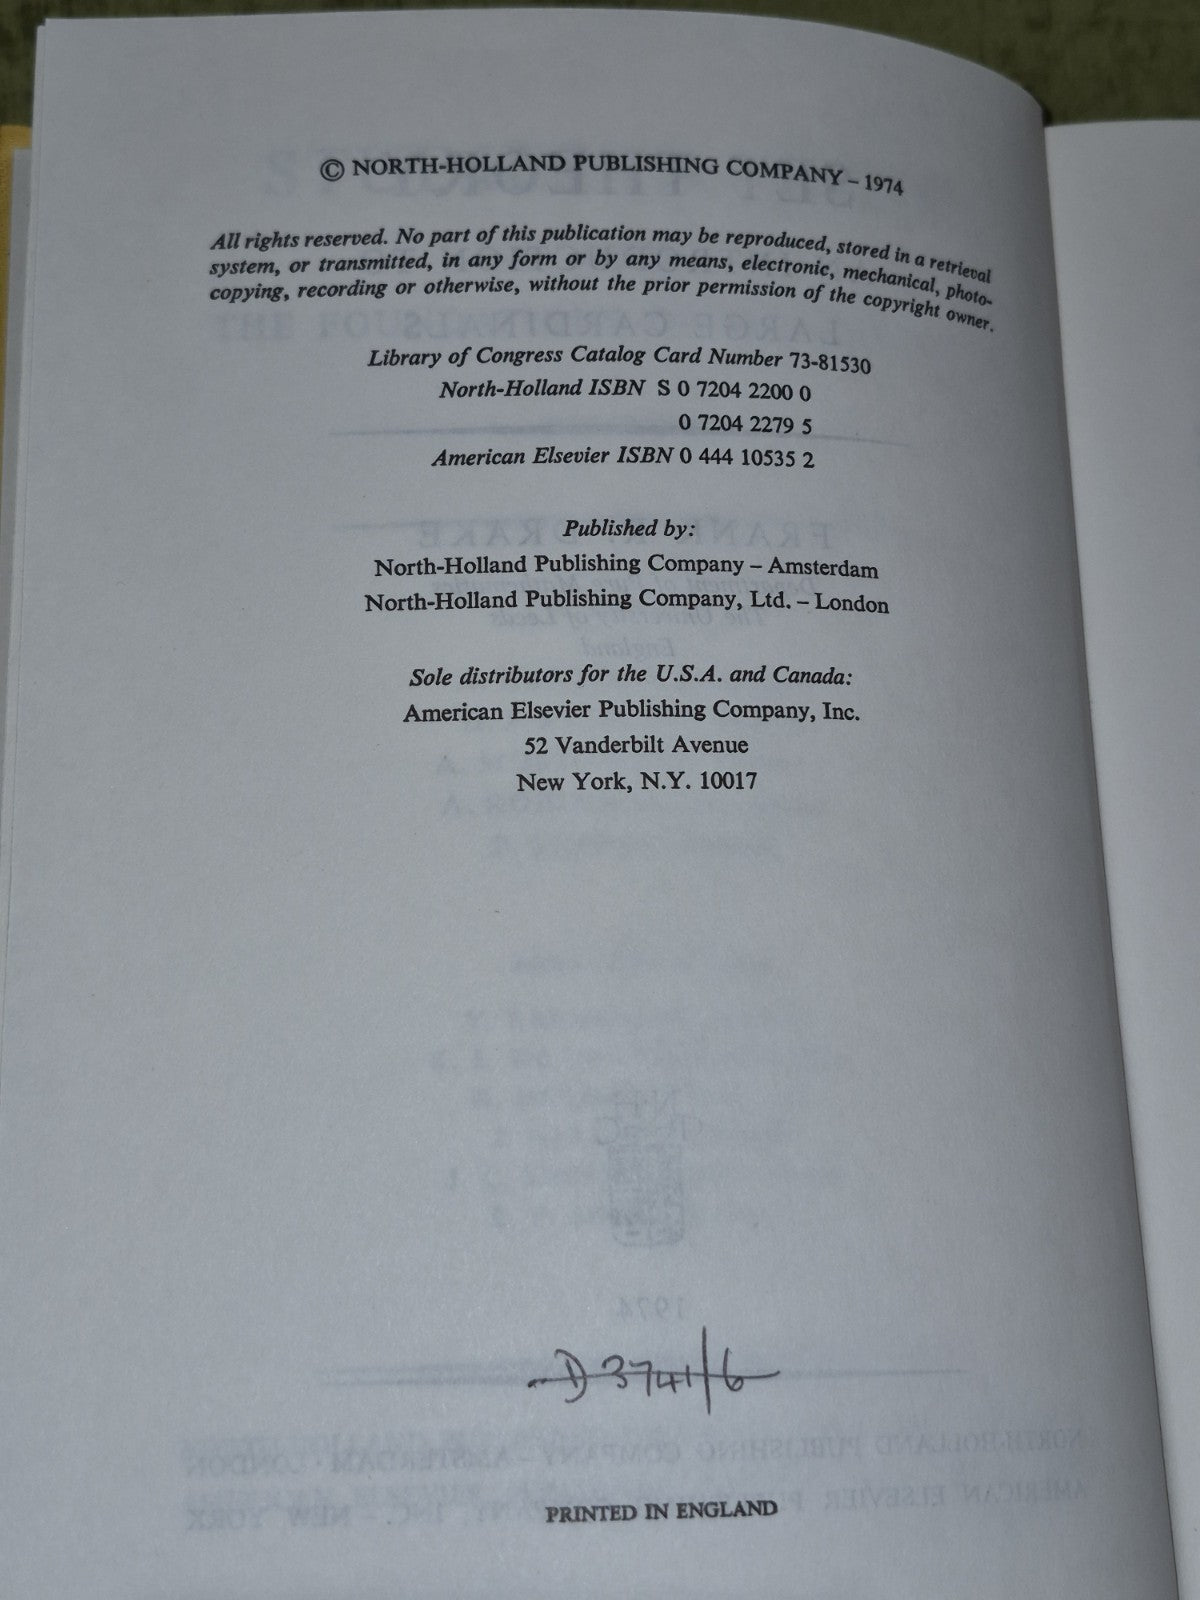 © NORTH-HOLLAND PUBLISHING COMPANY – 1974
All rights reserved. No part of this publication may be reproduced, stored in a retrieval
system, or transmitted, in any form or by any means, electronic, mechanical, photo-
copying, recording or otherwise, without the prior permission of the copyright owner.
Library of Congress Catalog Card Number 73-81530
North-Holland ISBN S 0 7204 2200 0
0 7204 2279 5
American Elsevier ISBN 0 444 10535 2
Published by:
North-Holland Publishing Company – Amsterdam
North-Holland Publishing Company, Ltd. – London
Sole distributors for the U.S.A. and Canada:
American Elsevier Publishing Company, Inc.
52 Vanderbilt Avenue
New York, N.Y. 10017
D 3741/6
PRINTED IN ENGLAND